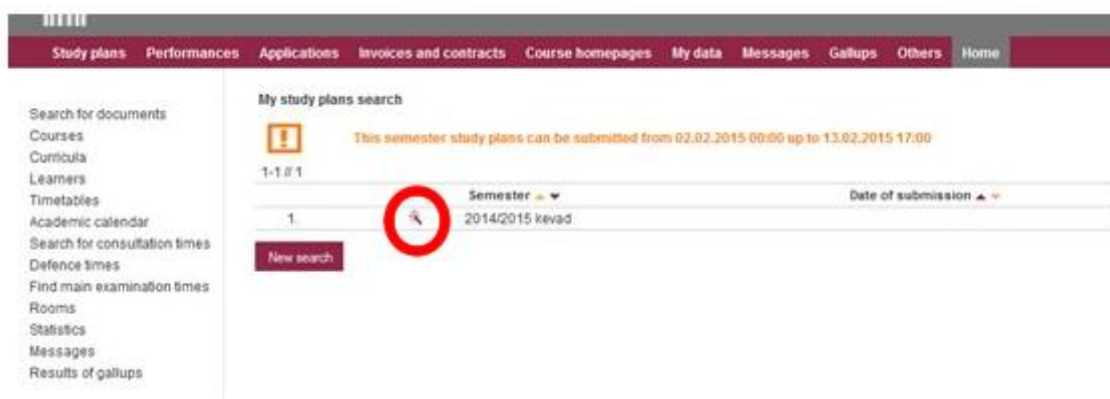 Study plans Performances Applications Invoices and contracts Course homepages My data Messages Gallups Others Home
Search for documents
Courses
Curricula
Learners
Timetables
Academic calendar
Search for consultation times
Defence times
Find main examination times
Rooms
Statistics
Messages
Results of gallups
My study plans search
This semester study plans can be submitted from 02.02.2015 00:00 up to 13.02.2015 17:00
1-1 // 1
Semester Date of submission
1. 2014/2015 kevad
New search